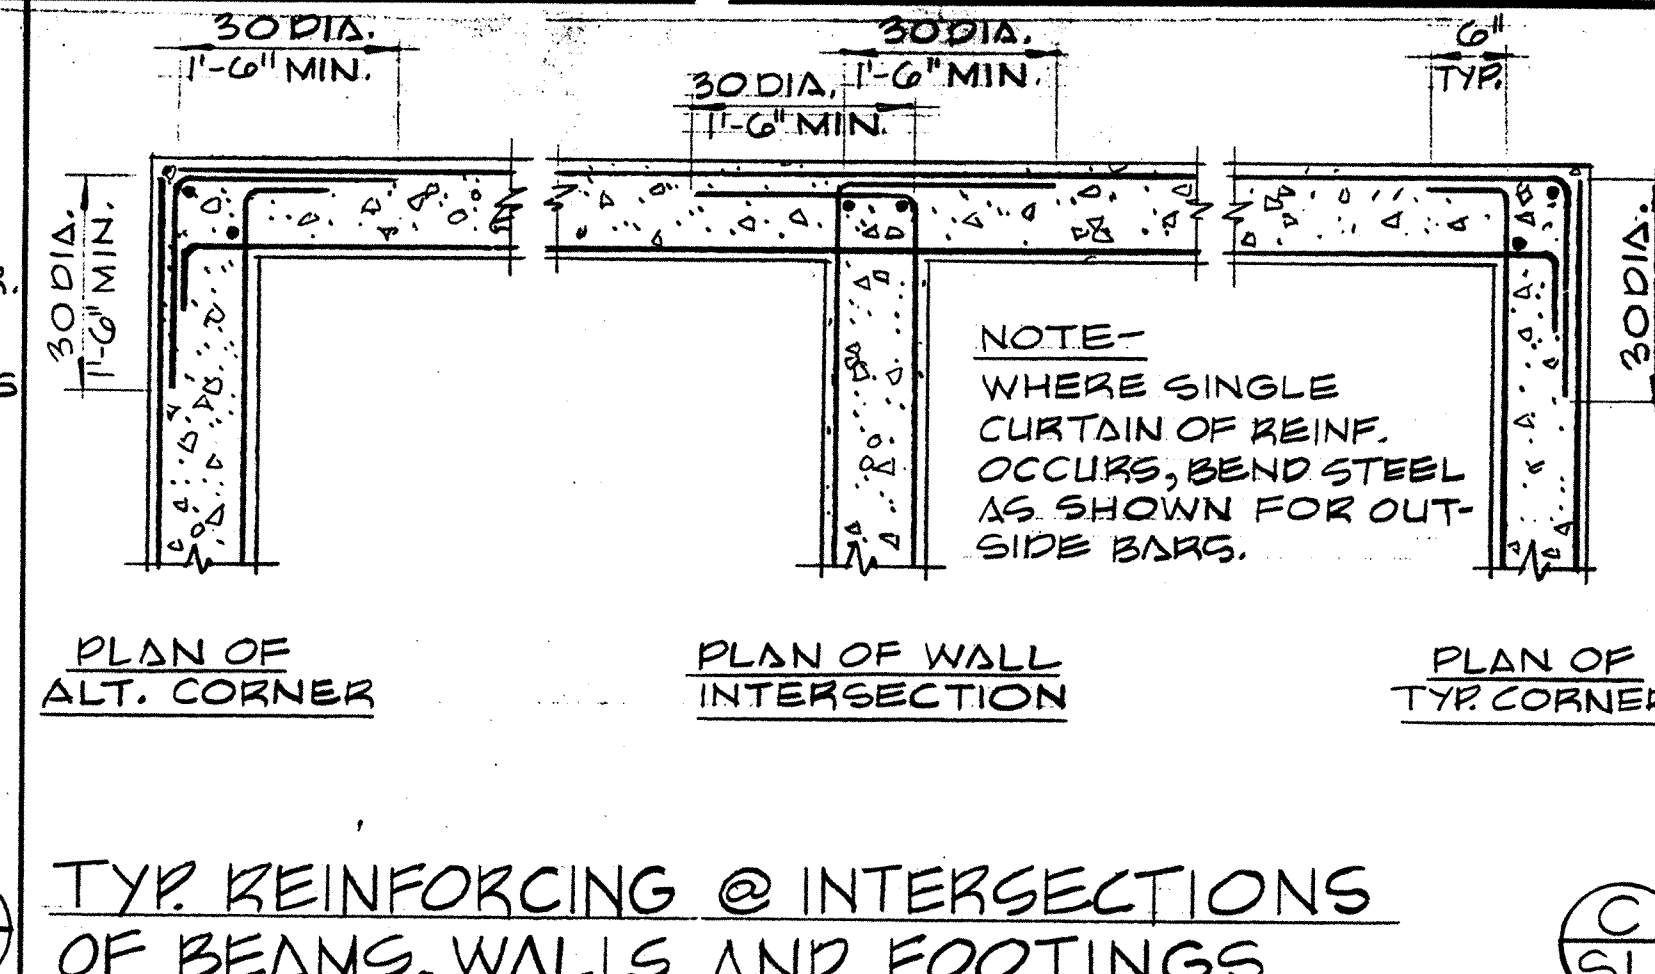 30 DIA.
1'-6" MIN.
30 DIA.
1'-6" MIN.
30 DIA.
1'-6" MIN.
6"
TYP.
30 DIA.
1'-6" MIN.
30 DIA.
NOTE-
WHERE SINGLE
CURTAIN OF REINF.
OCCURS, BEND STEEL
AS SHOWN FOR OUT-
SIDE BARS.
PLAN OF
ALT. CORNER
PLAN OF WALL
INTERSECTION
PLAN OF
TYP. CORNER
TYP. REINFORCING @ INTERSECTIONS
OF BEAMS, WALLS AND FOOTINGS
C
S1